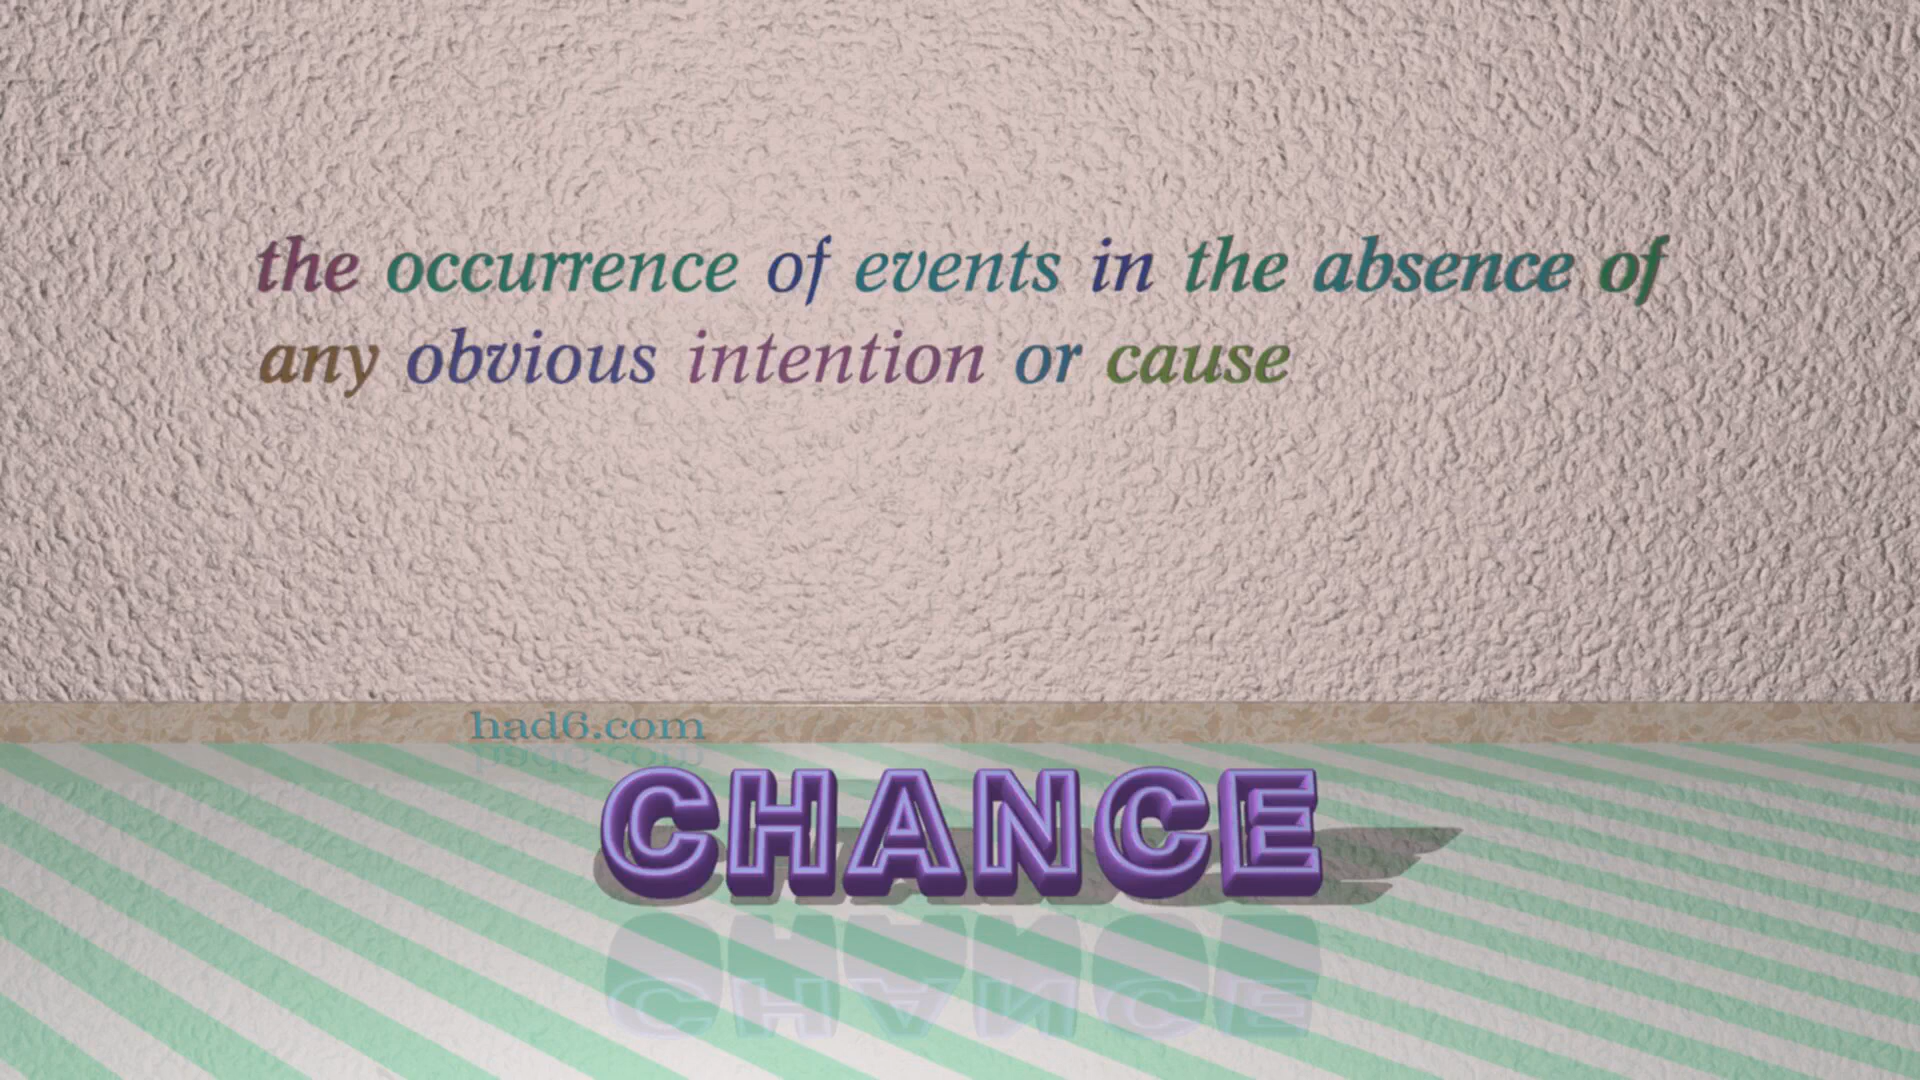 the occurrence of events in the absence of
any obvious intention or cause
had6.com
CHANCE